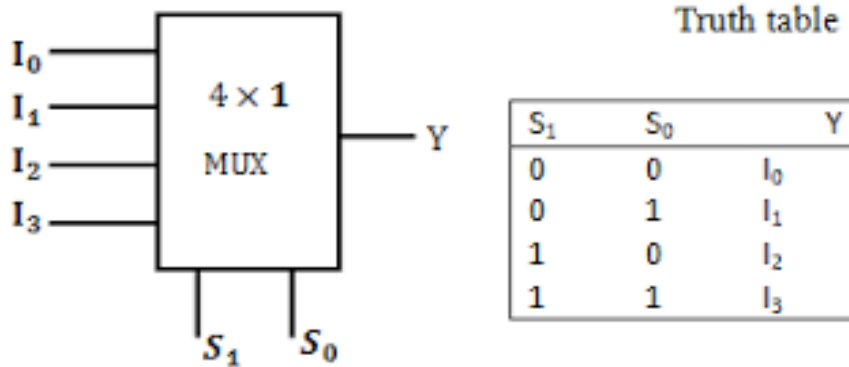 I₀
I₁
I₂
I₃
4 × 1
MUX
Y
S₁ S₀
Truth table
S₁ S₀ Y
0 0 I₀
0 1 I₁
1 0 I₂
1 1 I₃